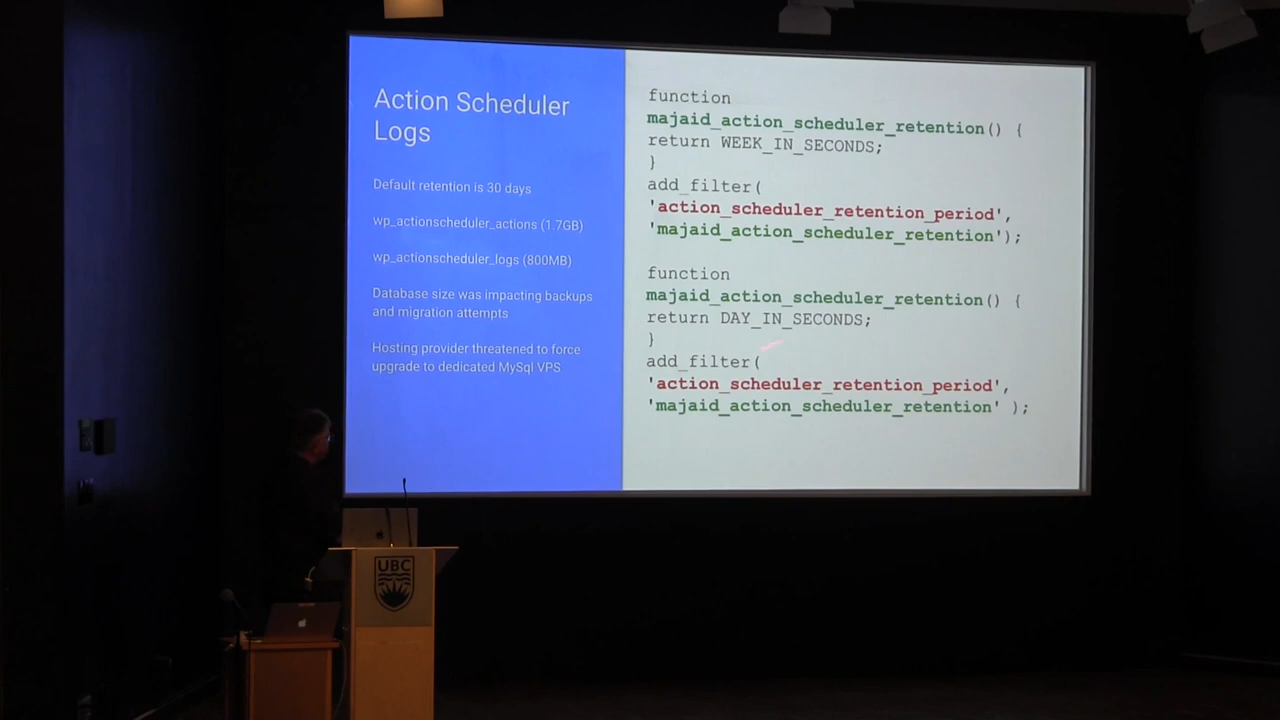 Action Scheduler
Logs
Default retention is 30 days
wp_actionscheduler_actions (1.7GB)
wp_actionscheduler_logs (800MB)
Database size was impacting backups
and migration attempts
Hosting provider threatened to force
upgrade to dedicated MySql VPS
function
majaid_action_scheduler_retention() {
return WEEK_IN_SECONDS;
}
add_filter(
'action_scheduler_retention_period',
'majaid_action_scheduler_retention');
function
majaid_action_scheduler_retention() {
return DAY_IN_SECONDS;
}
add_filter(
'action_scheduler_retention_period',
'majaid_action_scheduler_retention' );
UBC